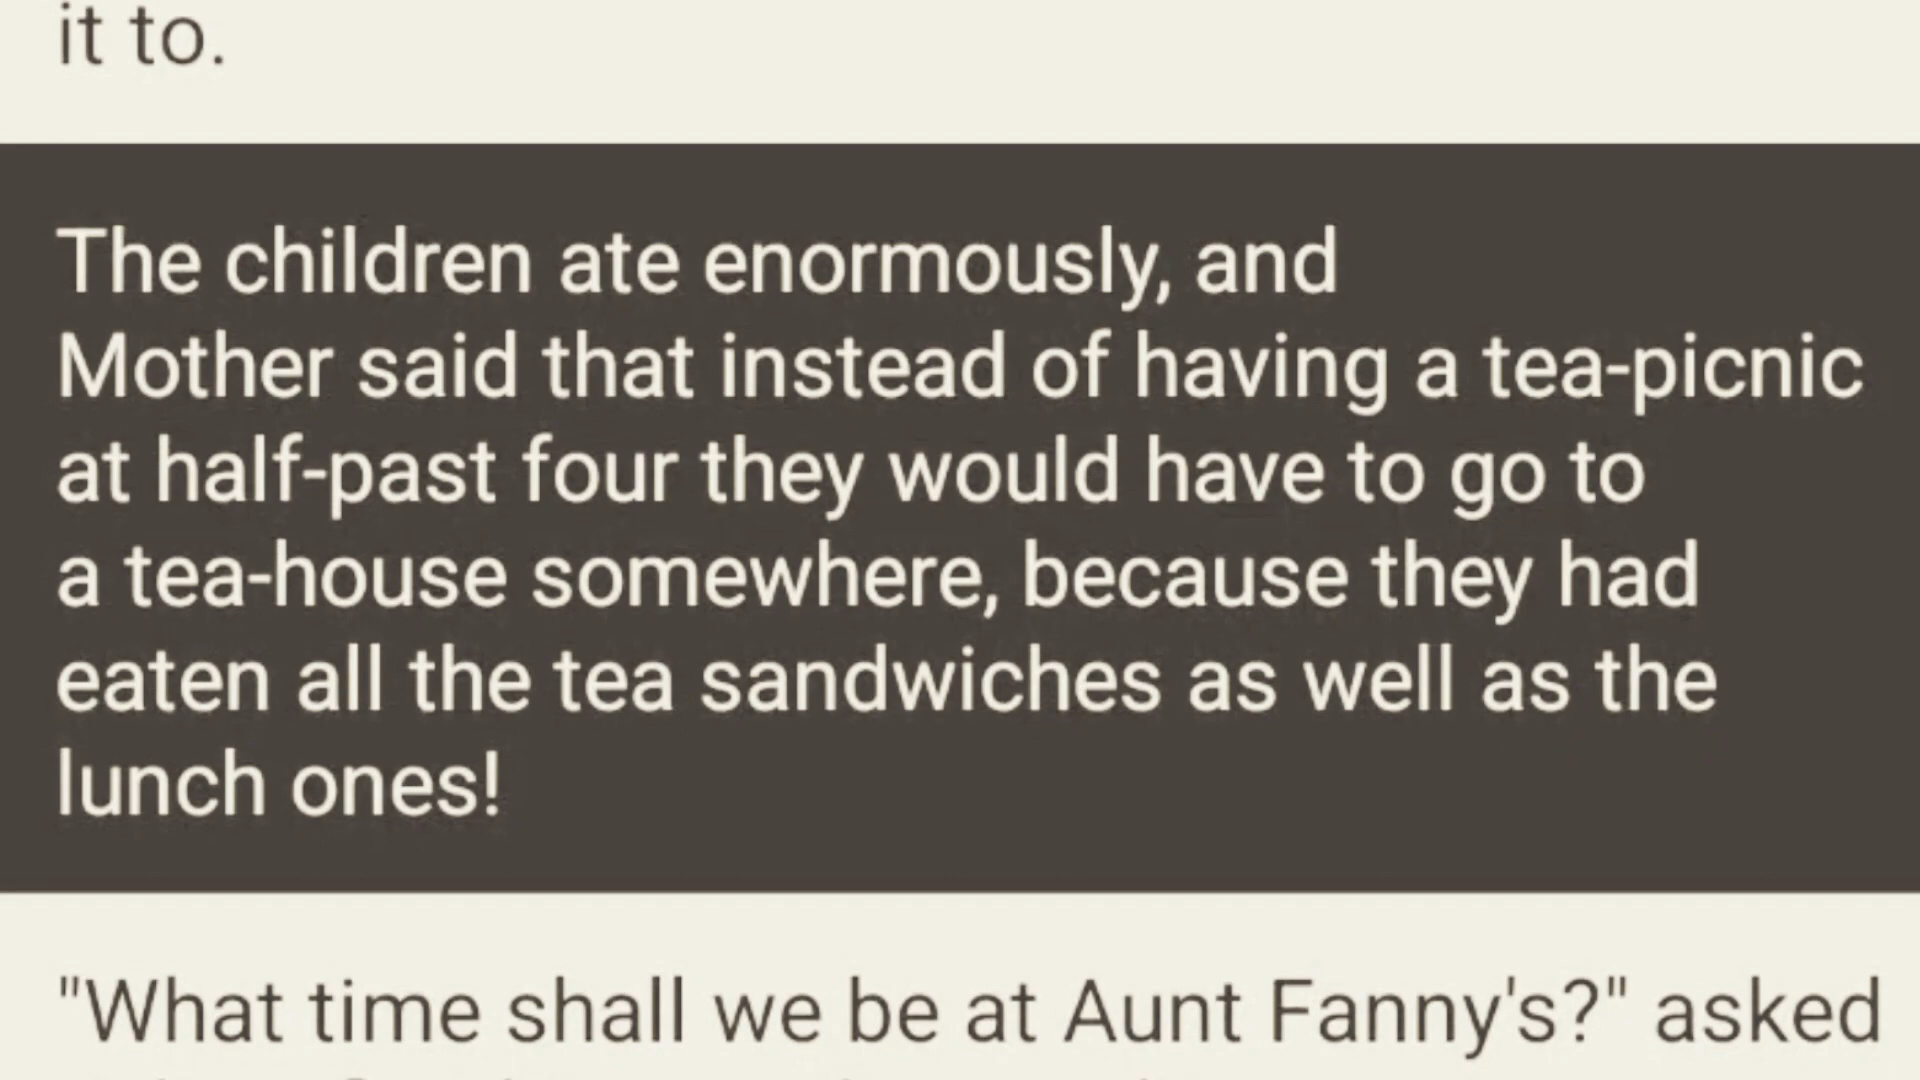 it to.
The children ate enormously, and
Mother said that instead of having a tea-picnic
at half-past four they would have to go to
a tea-house somewhere, because they had
eaten all the tea sandwiches as well as the
lunch ones!
"What time shall we be at Aunt Fanny's?" asked